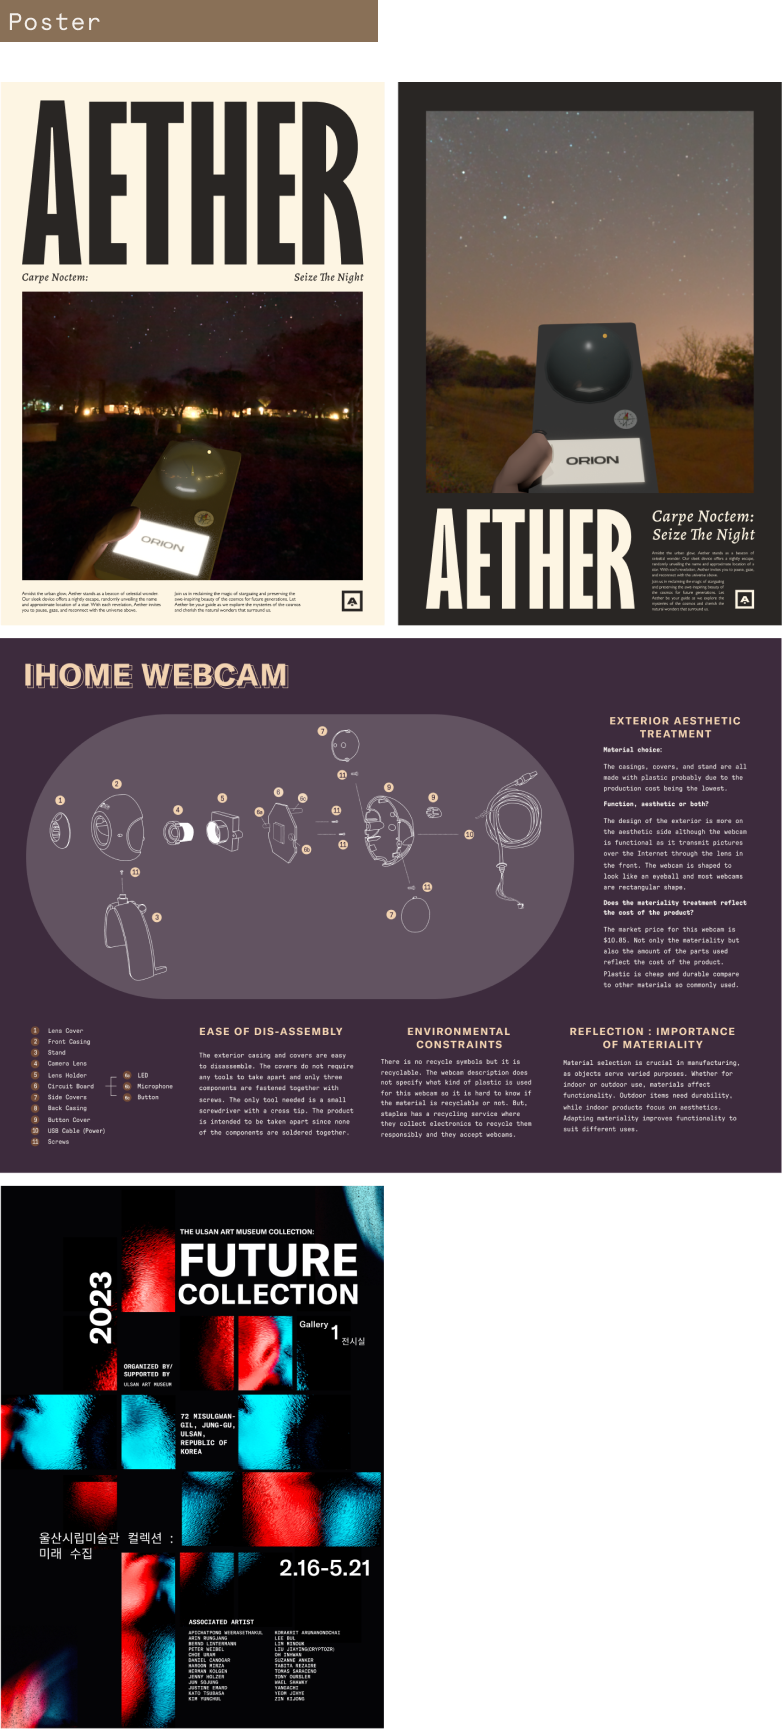 Poster
AETHER
Carpe Noctem:
Seize The Night
ORION
Amidst the urban glow, Aether stands as a beacon of celestial wonder.
Our sleek device offers a nightly escape, randomly unveiling the name
and approximate location of a star. With each revelation, Aether invites
you to pause, gaze, and reconnect with the universe above.
Join us in reclaiming the magic of stargazing and preserving the
awe-inspiring beauty of the cosmos for future generations. Let
Aether be your guide as we explore the mysteries of the cosmos
and cherish the natural world that surround us.
ORION
AETHER
Carpe Noctem:
Seize The Night
Amidst the urban glow, Aether stands as a beacon of
celestial wonder. Our sleek device offers a nightly escape,
randomly unveiling the name and approximate location of
a star. With each revelation, Aether invites you to pause, gaze,
and reconnect with the universe above.
Join us in reclaiming the magic of stargazing
and preserving the awe-inspiring beauty of
the cosmos for future generations. Let
Aether be your guide as we explore the
mysteries of the cosmos and cherish the
natural world that surround us.
IHOME WEBCAM
1
2
4
5
6
6a
6c
6b
7
11
11
11
9
8
10
11
3
7
11
EXTERIOR AESTHETIC
TREATMENT
Material choice:
The casings, covers, and stand are all
made with plastic probably due to the
production cost being the lowest.
Function, aesthetic or both?
The design of the exterior is more on
the aesthetic side although the webcam
is functional as it transmit pictures
over the Internet through the lens in
the front. The webcam is shaped to
look like an eyeball and most webcams
are rectangular shape.
Does the materiality treatment reflect
the cost of the product?
The market price for this webcam is
$10.85. Not only the materiality but
also the amount of the parts used
reflect the cost of the product.
Plastic is cheap and durable compare
to other materials so commonly used.
1 Lens Cover
2 Front Casing
3 Stand
4 Camera Lens
5 Lens Holder
6 Circuit Board
7 Side Covers
8 Back Casing
9 Button Cover
10 USB Cable (Power)
11 Screws
LED
Microphone
Button
EASE OF DIS-ASSEMBLY
The exterior casing and covers are easy
to disassemble. The covers do not require
any tools to take apart and only three
components are fastened together with
screws. The only tool needed is a small
screwdriver with a cross tip. The product
is intended to be taken apart since none
of the components are soldered together.
ENVIRONMENTAL
CONSTRAINTS
There is no recycle symbols but it is
recyclable. The webcam description does
not specify what kind of plastic is used
for this webcam so it is hard to know if
the material is recyclable or not. But,
staples has a recycling service where
they collect electronics to recycle them
responsibly and they accept webcams.
REFLECTION : IMPORTANCE
OF MATERIALITY
Material selection is crucial in manufacturing,
as objects serve varied purposes. Whether for
indoor or outdoor use, materials affect
functionality. Outdoor items need durability,
while indoor products focus on aesthetics.
Adapting materiality improves functionality to
suit different uses.
THE ULSAN ART MUSEUM COLLECTION:
FUTURE
COLLECTION
2023
Gallery 1 전시실
ORGANIZED BY/
SUPPORTED BY
ULSAN ART MUSEUM
72 MISULGWAN-
GIL, JUNG-GU,
ULSAN,
REPUBLIC OF
KOREA
울산시립미술관 컬렉션 :
미래 수집
2.16-5.21
ASSOCIATED ARTIST
APICHATPONG WEERASETHAKUL
ARIN RUNGJANG
BERND LINTERMANN
PETER WEIBEL
CHOE URAM
DANIEL CANOGAR
HAROON MIRZA
HERMAN KOLGEN
JENNY HOLZER
JUN SOJUNG
JUSTINE EMARD
KATO TSUBASA
KIM YUNCHUL
KORAKRIT ARUNANONDCHAI
LEE BUL
LIM MINOUK
LIU JIAYING(CRYPTOZR)
OH INHWAN
SUZANNE ANKER
TABITA REZAIRE
TOMAS SARACENO
TONY OURSLER
WAEL SHAWKY
YANGACHI
YEOM JIHYE
ZIN KIJONG